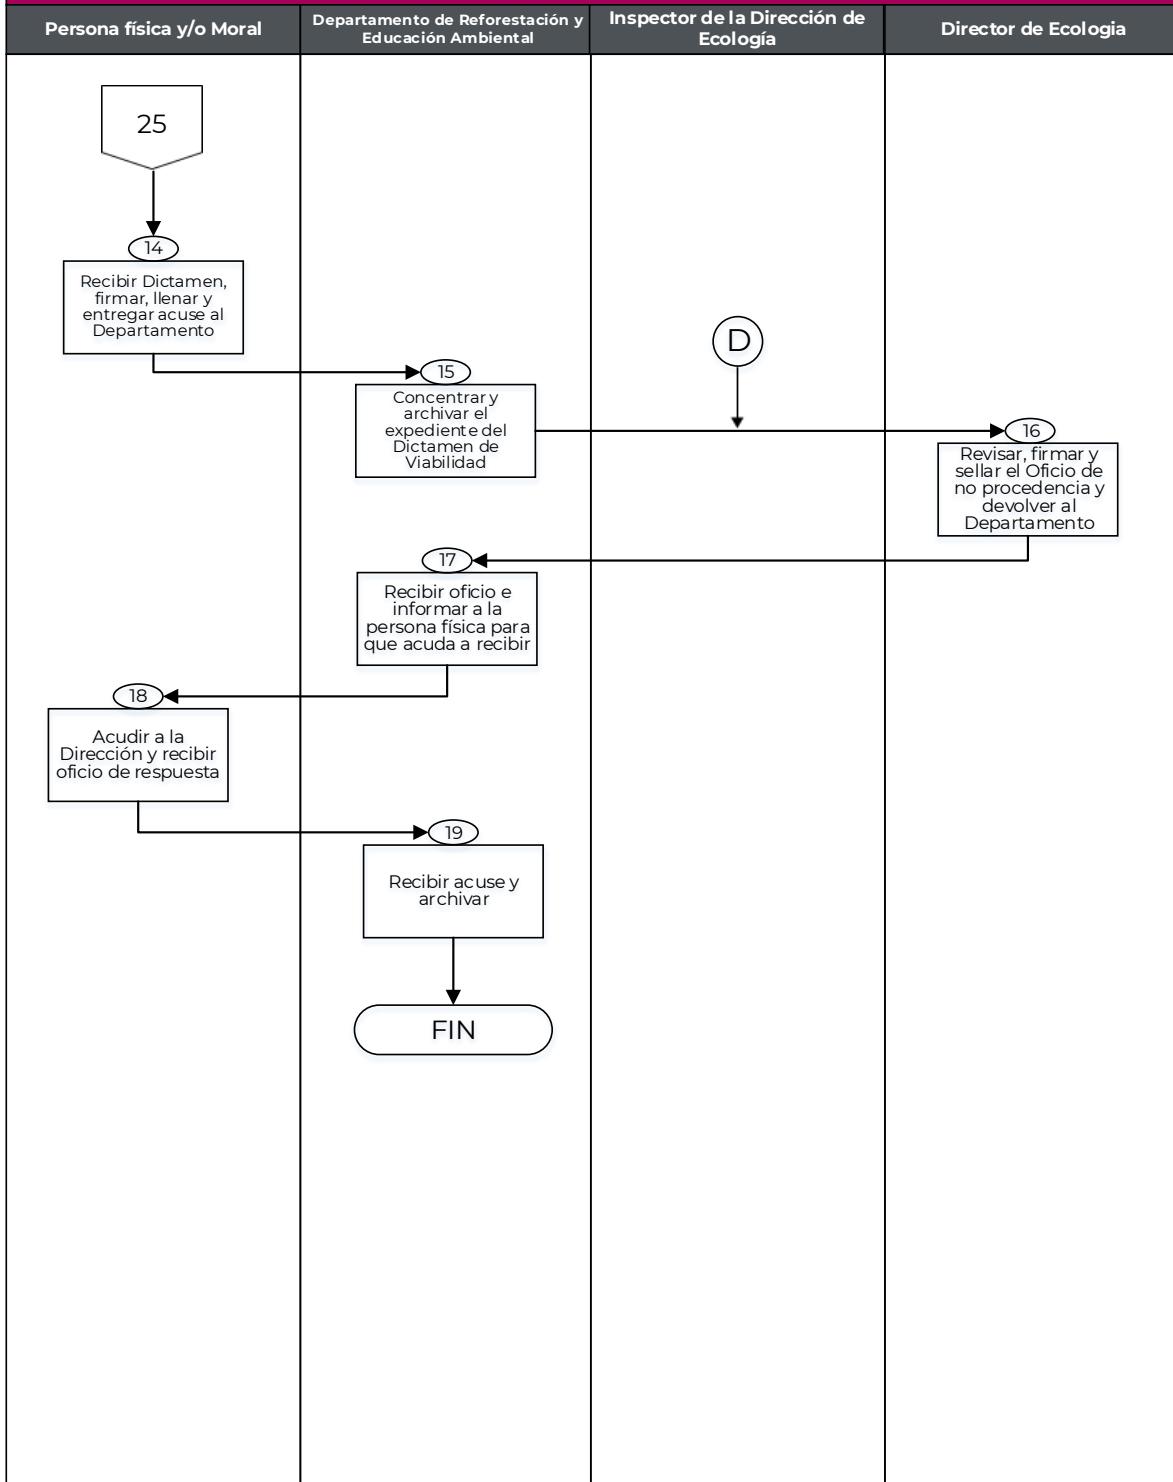 Persona física y/o Moral
Departamento de Reforestación y
Educación Ambiental
Inspector de la Dirección de
Ecología
Director de Ecologia
25
14
Recibir Dictamen,
firmar, llenar y
entregar acuse al
Departamento
D
15
Concentrar y
archivar el
expediente del
Dictamen de
Viabilidad
16
Revisar, firmar y
sellar el Oficio de
no procedencia y
devolver al
Departamento
17
Recibir oficio e
informar a la
persona física para
que acuda a recibir
18
Acudir a la
Dirección y recibir
oficio de respuesta
19
Recibir acuse y
archivar
FIN